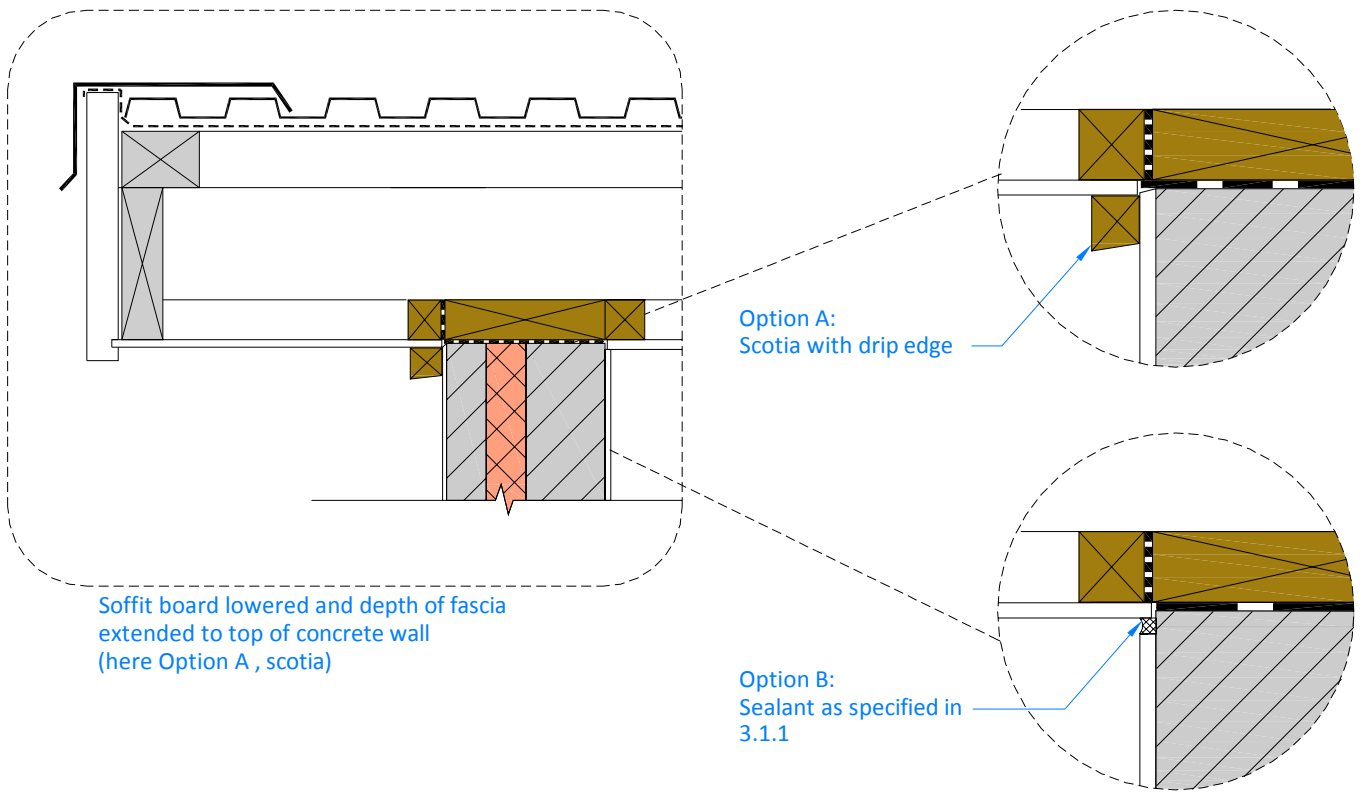 Option A:
Scotia with drip edge
Soffit board lowered and depth of fascia
extended to top of concrete wall
(here Option A , scotia)
Option B:
Sealant as specified in
3.1.1